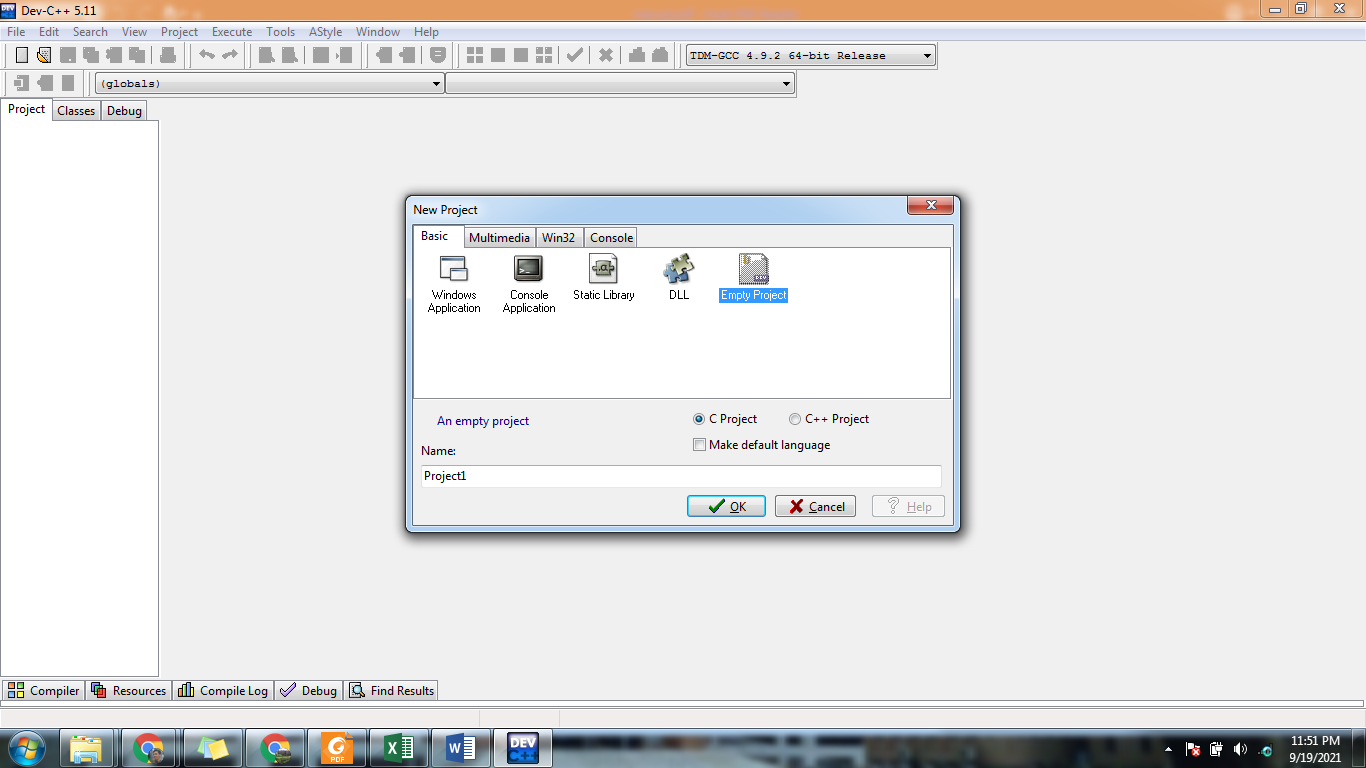 Dev-C++ 5.11
File Edit Search View Project Execute Tools AStyle Window Help
TDM-GCC 4.9.2 64-bit Release
(globals)
Project Classes Debug
New Project
Basic Multimedia Win32 Console
Windows Application
Console Application
Static Library
DLL
Empty Project
An empty project
C Project C++ Project
Make default language
Name:
Project1
OK Cancel Help
Compiler Resources Compile Log Debug Find Results
PDF
DEV C++
11:51 PM
9/19/2021